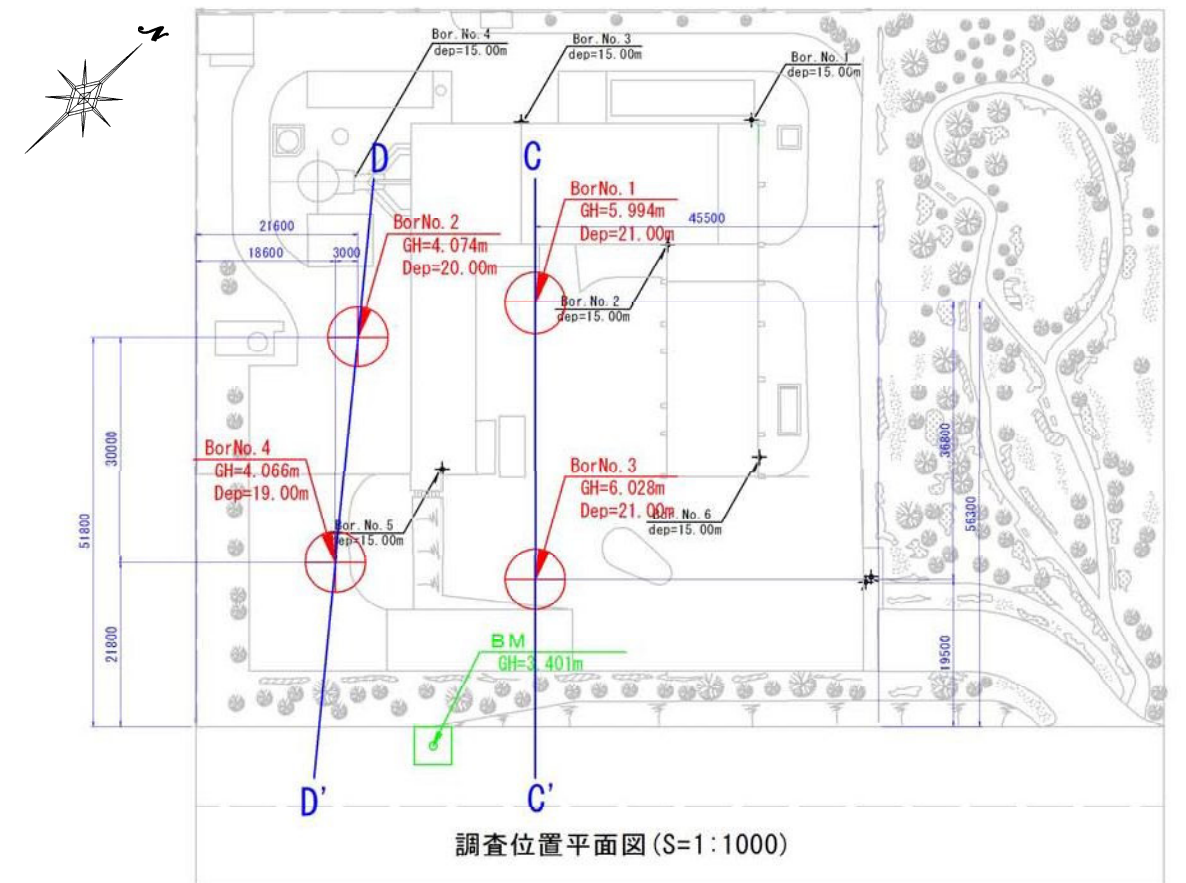 N
Bor. No. 4
dep=15.00m
Bor. No. 3
dep=15.00m
Bor. No. 1
dep=15.00m
D
C
BorNo. 1
GH=5.994m
Dep=21.00m
45500
21600
BorNo. 2
GH=4.074m
Dep=20.00m
18600
3000
Bor. No. 2
dep=15.00m
BorNo. 4
GH=4.066m
Dep=19.00m
BorNo. 3
GH=6.028m
Dep=21.00m
Bor. No. 5
dep=15.00m
Bor. No. 6
dep=15.00m
30000
51800
21800
36800
56300
19500
BM
GH=3.401m
D'
C'
調査位置平面図(S=1:1000)